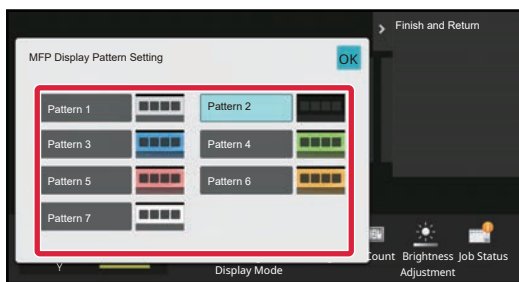 Finish and Return
MFP Display Pattern Setting
OK
Pattern 1
Pattern 2
Pattern 3
Pattern 4
Pattern 5
Pattern 6
Pattern 7
Count
Brightness
Adjustment
Job Status
Y
Display Mode